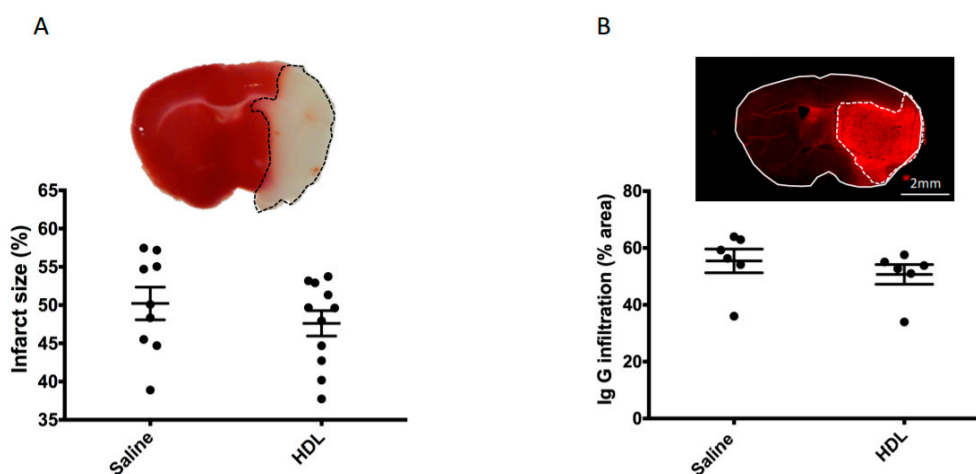 A
B
2mm
Infarct size (%)
65
60
55
50
45
40
35
Saline
HDL
Ig G infiltration (% area)
80
60
40
20
0
Saline
HDL